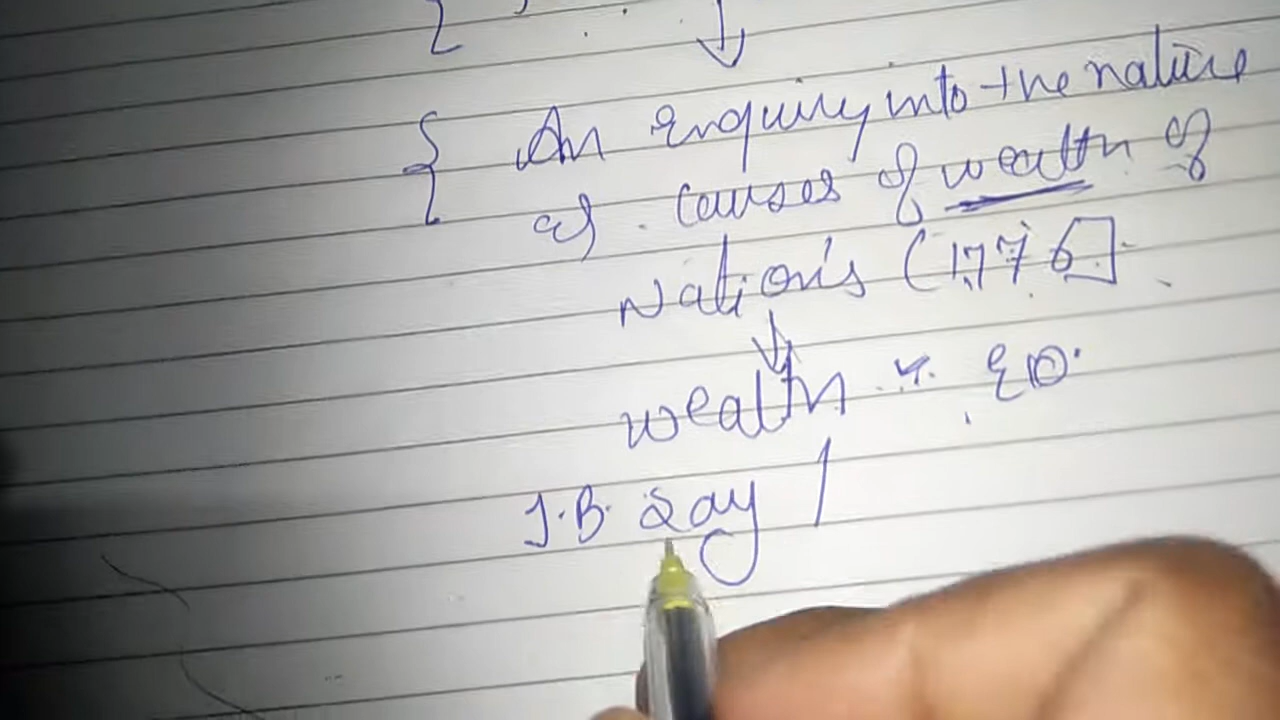 An Enquiry into the nature
of causes of wealth of
Nation's (1776]
wealth
J.B. Say /